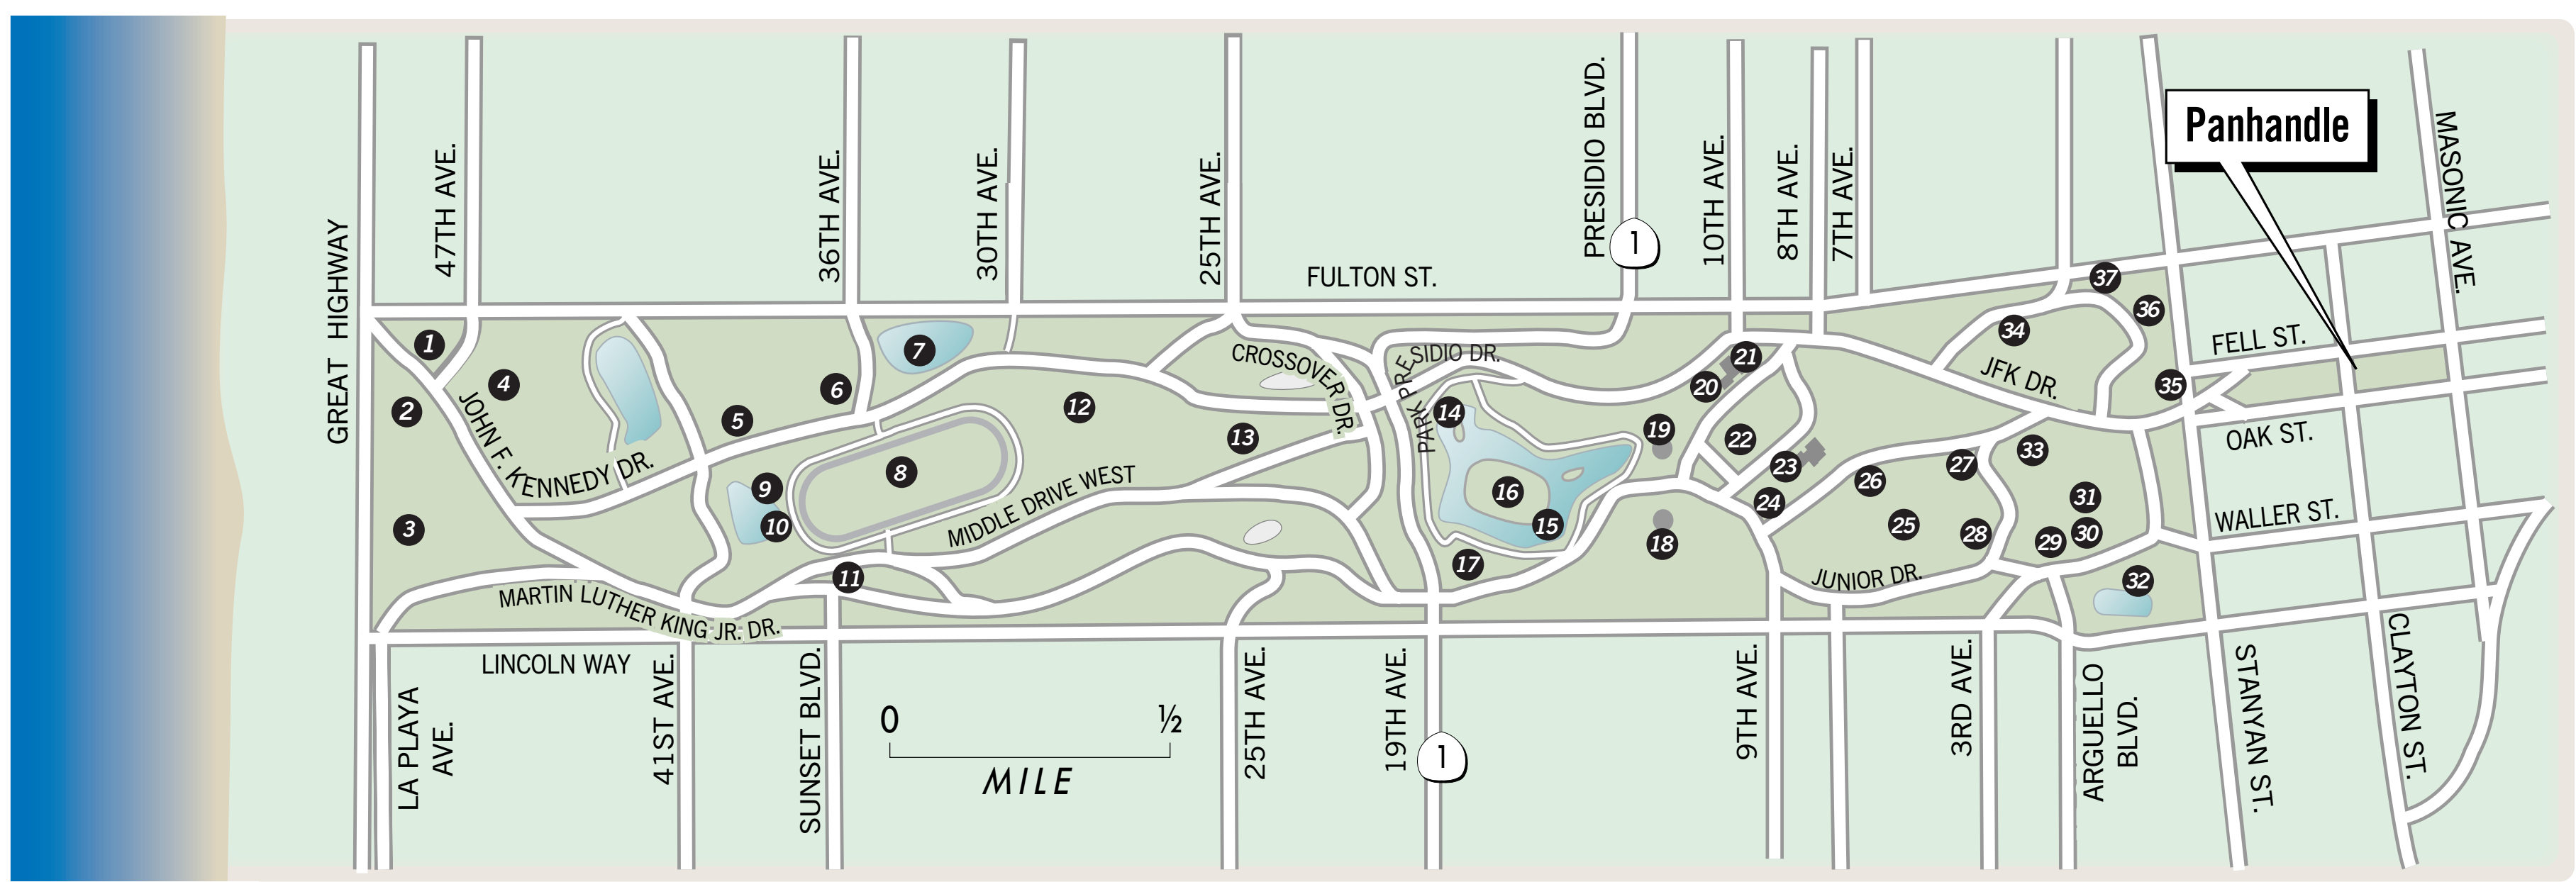 GREAT HIGHWAY
47TH AVE.
36TH AVE.
30TH AVE.
25TH AVE.
FULTON ST.
PRESIDIO BLVD.
1
10TH AVE.
8TH AVE.
7TH AVE.
Panhandle
MASONIC AVE.
1
2
3
4
5
6
7
8
9
10
11
12
13
14
15
16
17
18
19
20
21
22
23
24
25
26
27
28
29
30
31
32
33
34
35
36
37
JOHN F. KENNEDY DR.
MIDDLE DRIVE WEST
CROSSOVER DR.
PARK PRESIDIO DR.
JFK DR.
FELL ST.
OAK ST.
WALLER ST.
JUNIOR DR.
MARTIN LUTHER KING JR. DR.
LINCOLN WAY
LA PLAYA
AVE.
41ST AVE.
SUNSET BLVD.
0
½
MILE
25TH AVE.
19TH AVE.
1
9TH AVE.
3RD AVE.
ARGUELLO
BLVD.
STANYAN ST.
CLAYTON ST.